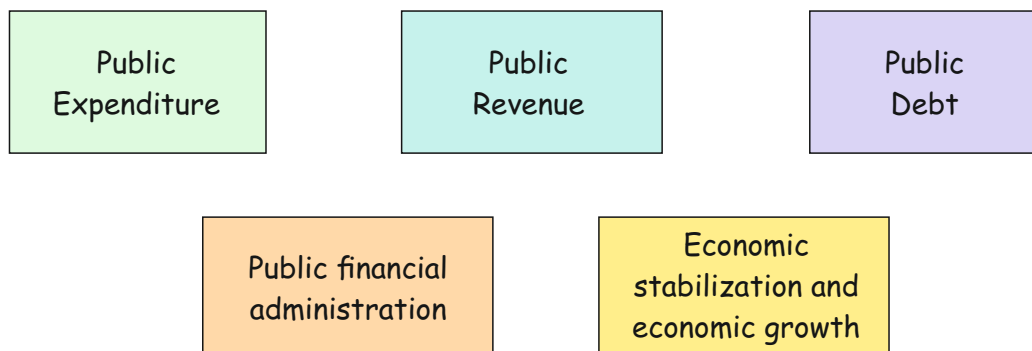 Public
Expenditure
Public
Revenue
Public
Debt
Public financial
administration
Economic
stabilization and
economic growth